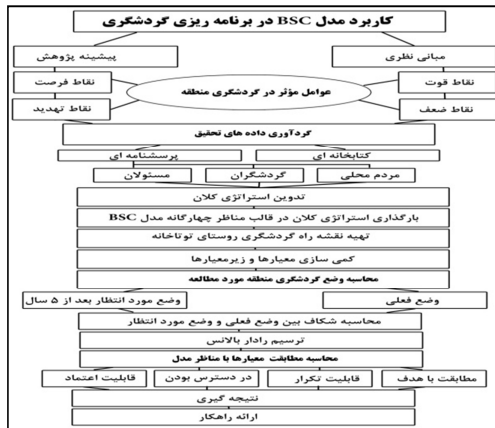 کاربرد مدل BSC در برنامه ریزی گردشگری
مبانی نظری
پیشینه پژوهش
نقاط قوت
نقاط فرصت
عوامل مؤثر در گردشگری منطقه
نقاط ضعف
نقاط تهدید
گردآوری داده های تحقیق
کتابخانه ای
پرسشنامه ای
مردم محلی
گردشگران
مسئولان
تدوین استراتژی کلان
بارگذاری استراتژی کلان در قالب مناظر چهارگانه مدل BSC
تهیه نقشه راه گردشگری روستای توتاخانه
کمی سازی معیارها و زیرمعیارها
محاسبه وضع گردشگری منطقه مورد مطالعه
وضع فعلی
وضع مورد انتظار بعد از ۵ سال
محاسبه شکاف بین وضع فعلی و وضع مورد انتظار
ترسیم رادار بالانس
محاسبه مطابقت معیارها با مناظر مدل
مطابقت با هدف
قابلیت تکرار
در دسترس بودن
قابلیت اعتماد
نتیجه گیری
ارائه راهکار